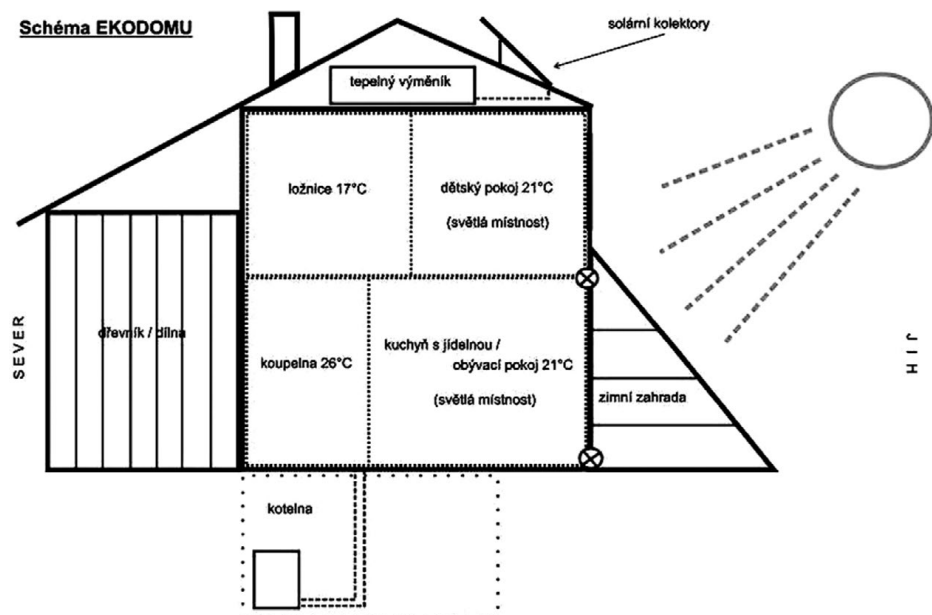 Schéma EKODOMU
solární kolektory
tepelný výměník
ložnice 17°C
dětský pokoj 21°C
(světlá místnost)
SEVER
dřevník / dílna
koupelna 26°C
kuchyň s jídelnou /
obývací pokoj 21°C
(světlá místnost)
zimní zahrada
JIH
kotelna